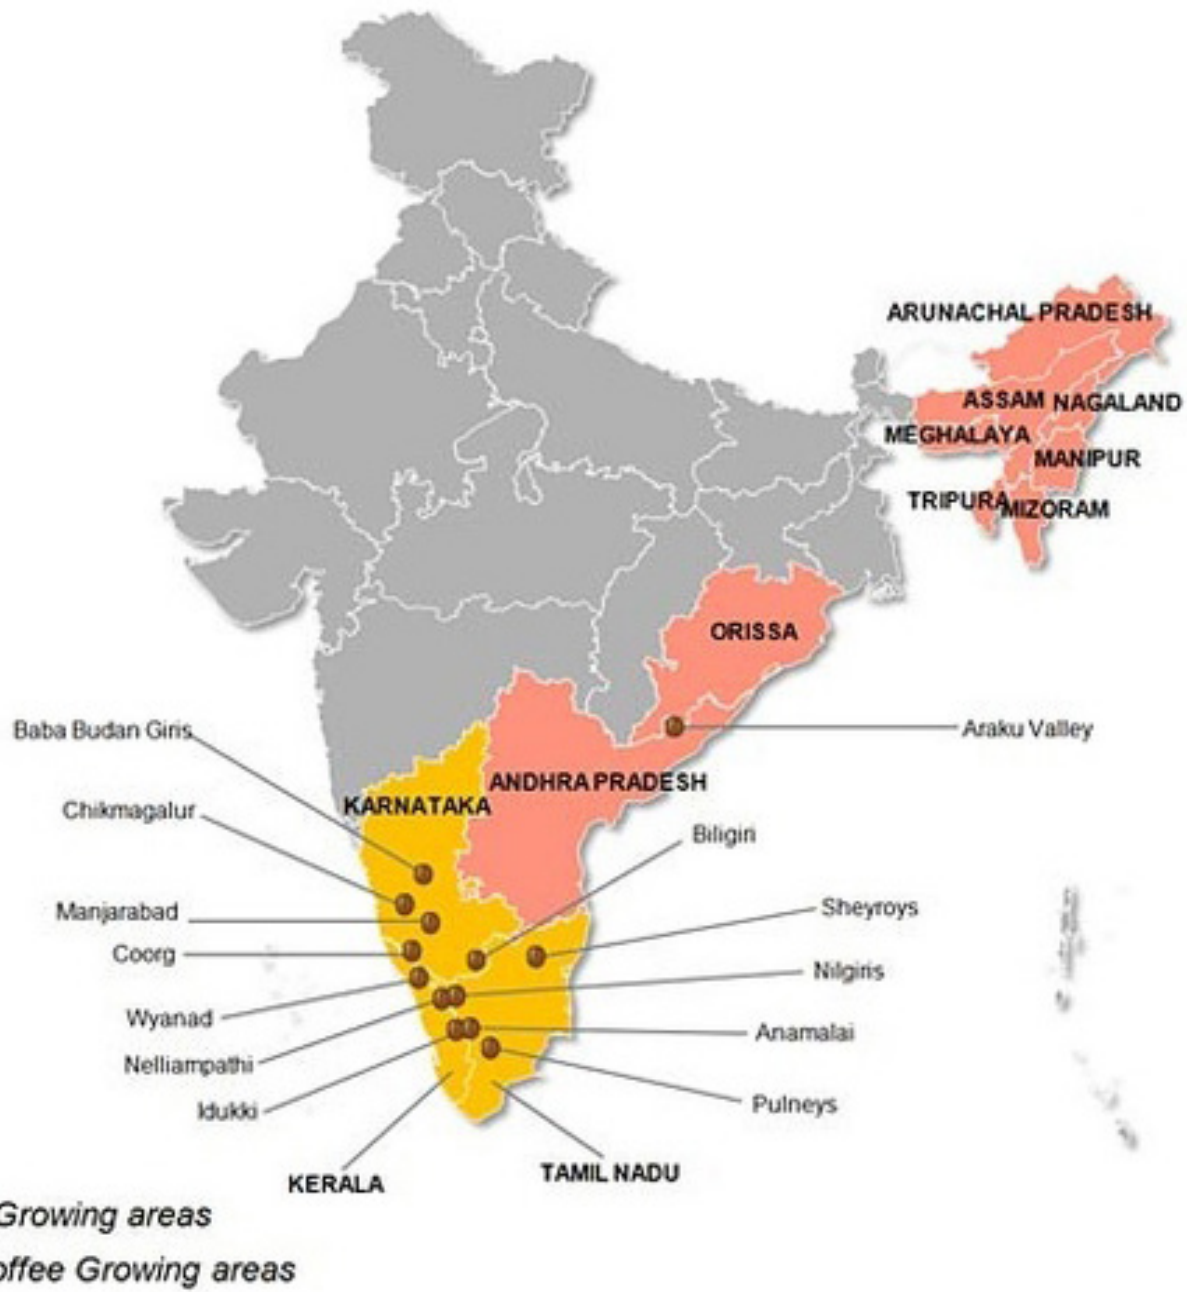 ARUNACHAL PRADESH
ASSAM NAGALAND
MEGHALAYA
MANIPUR
TRIPURA
MIZORAM
ORISSA
Baba Budan Giris
Araku Valley
ANDHRA PRADESH
KARNATAKA
Chikmagalur
Biligiri
Manjarabad
Sheyroys
Coorg
Nilgiris
Wyanad
Anamalai
Nelliampathi
Idukki
Pulneys
KERALA
TAMIL NADU
Growing areas
offee Growing areas